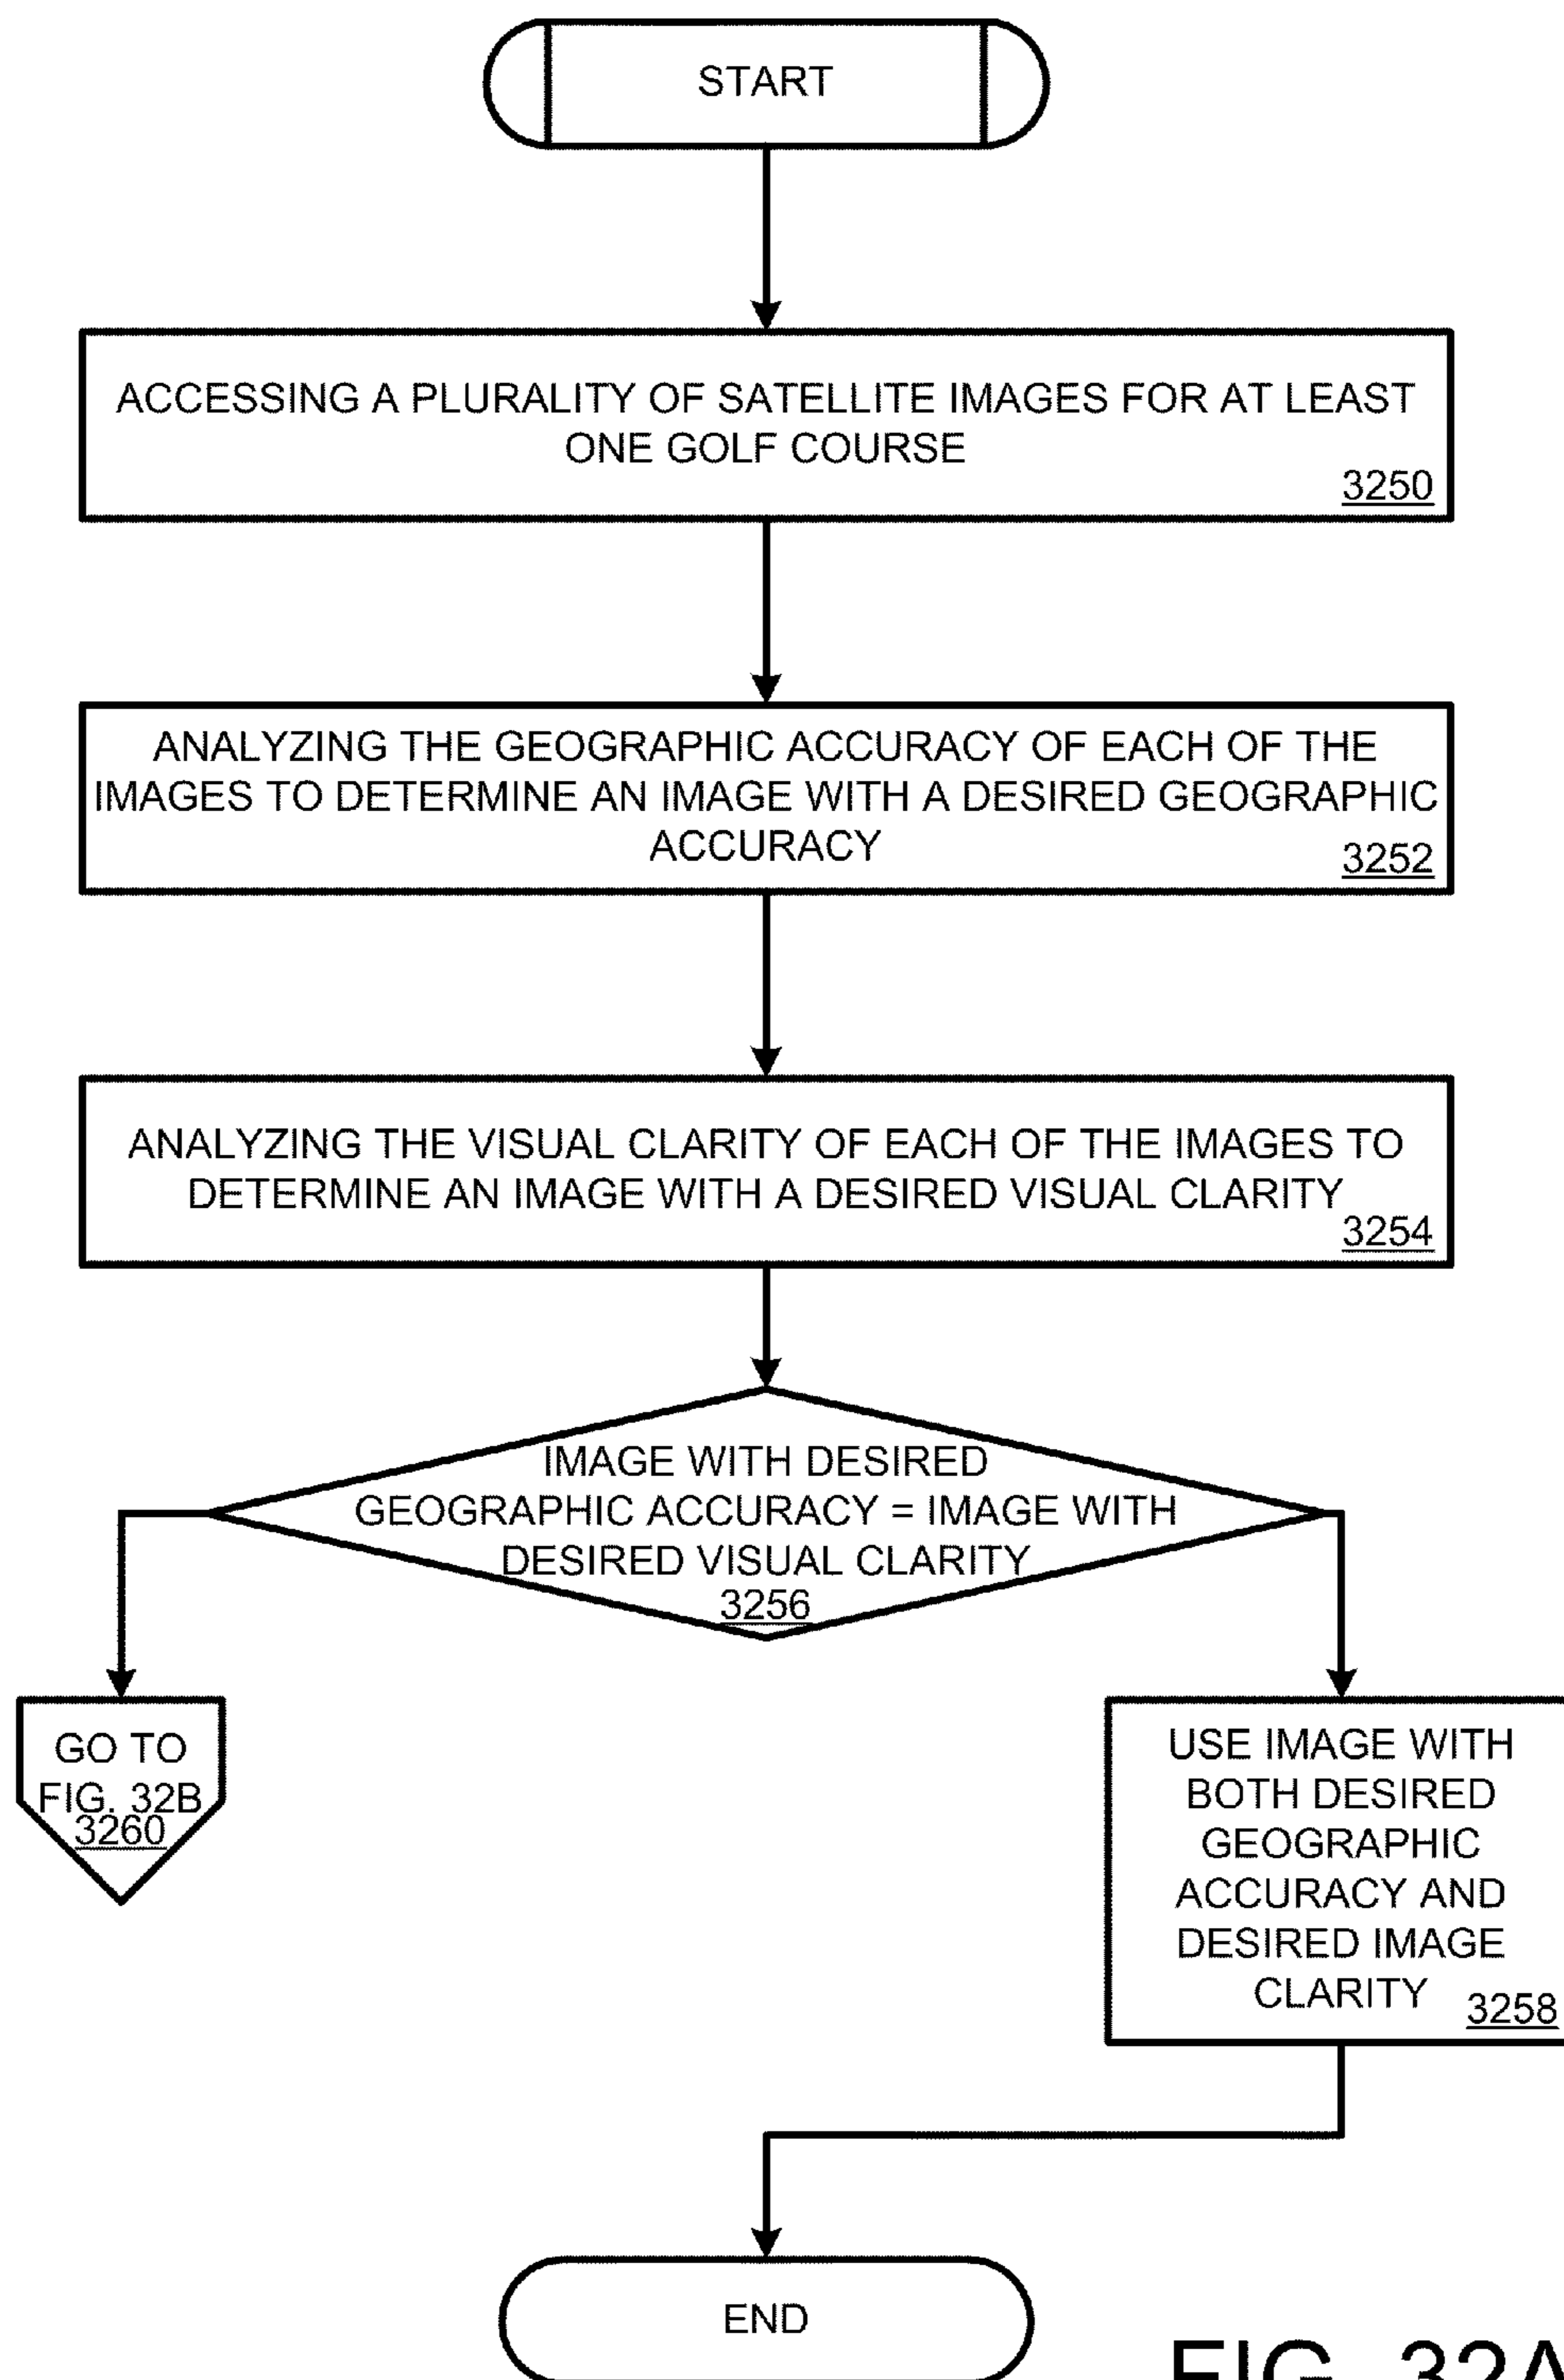 START
ACCESSING A PLURALITY OF SATELLITE IMAGES FOR AT LEAST
ONE GOLF COURSE
3250
ANALYZING THE GEOGRAPHIC ACCURACY OF EACH OF THE
IMAGES TO DETERMINE AN IMAGE WITH A DESIRED GEOGRAPHIC
ACCURACY
3252
ANALYZING THE VISUAL CLARITY OF EACH OF THE IMAGES TO
DETERMINE AN IMAGE WITH A DESIRED VISUAL CLARITY
3254
IMAGE WITH DESIRED
GEOGRAPHIC ACCURACY = IMAGE WITH
DESIRED VISUAL CLARITY
3256
GO TO
FIG. 32B
3260
USE IMAGE WITH
BOTH DESIRED
GEOGRAPHIC
ACCURACY AND
DESIRED IMAGE
CLARITY
3258
END
FIG. 32A